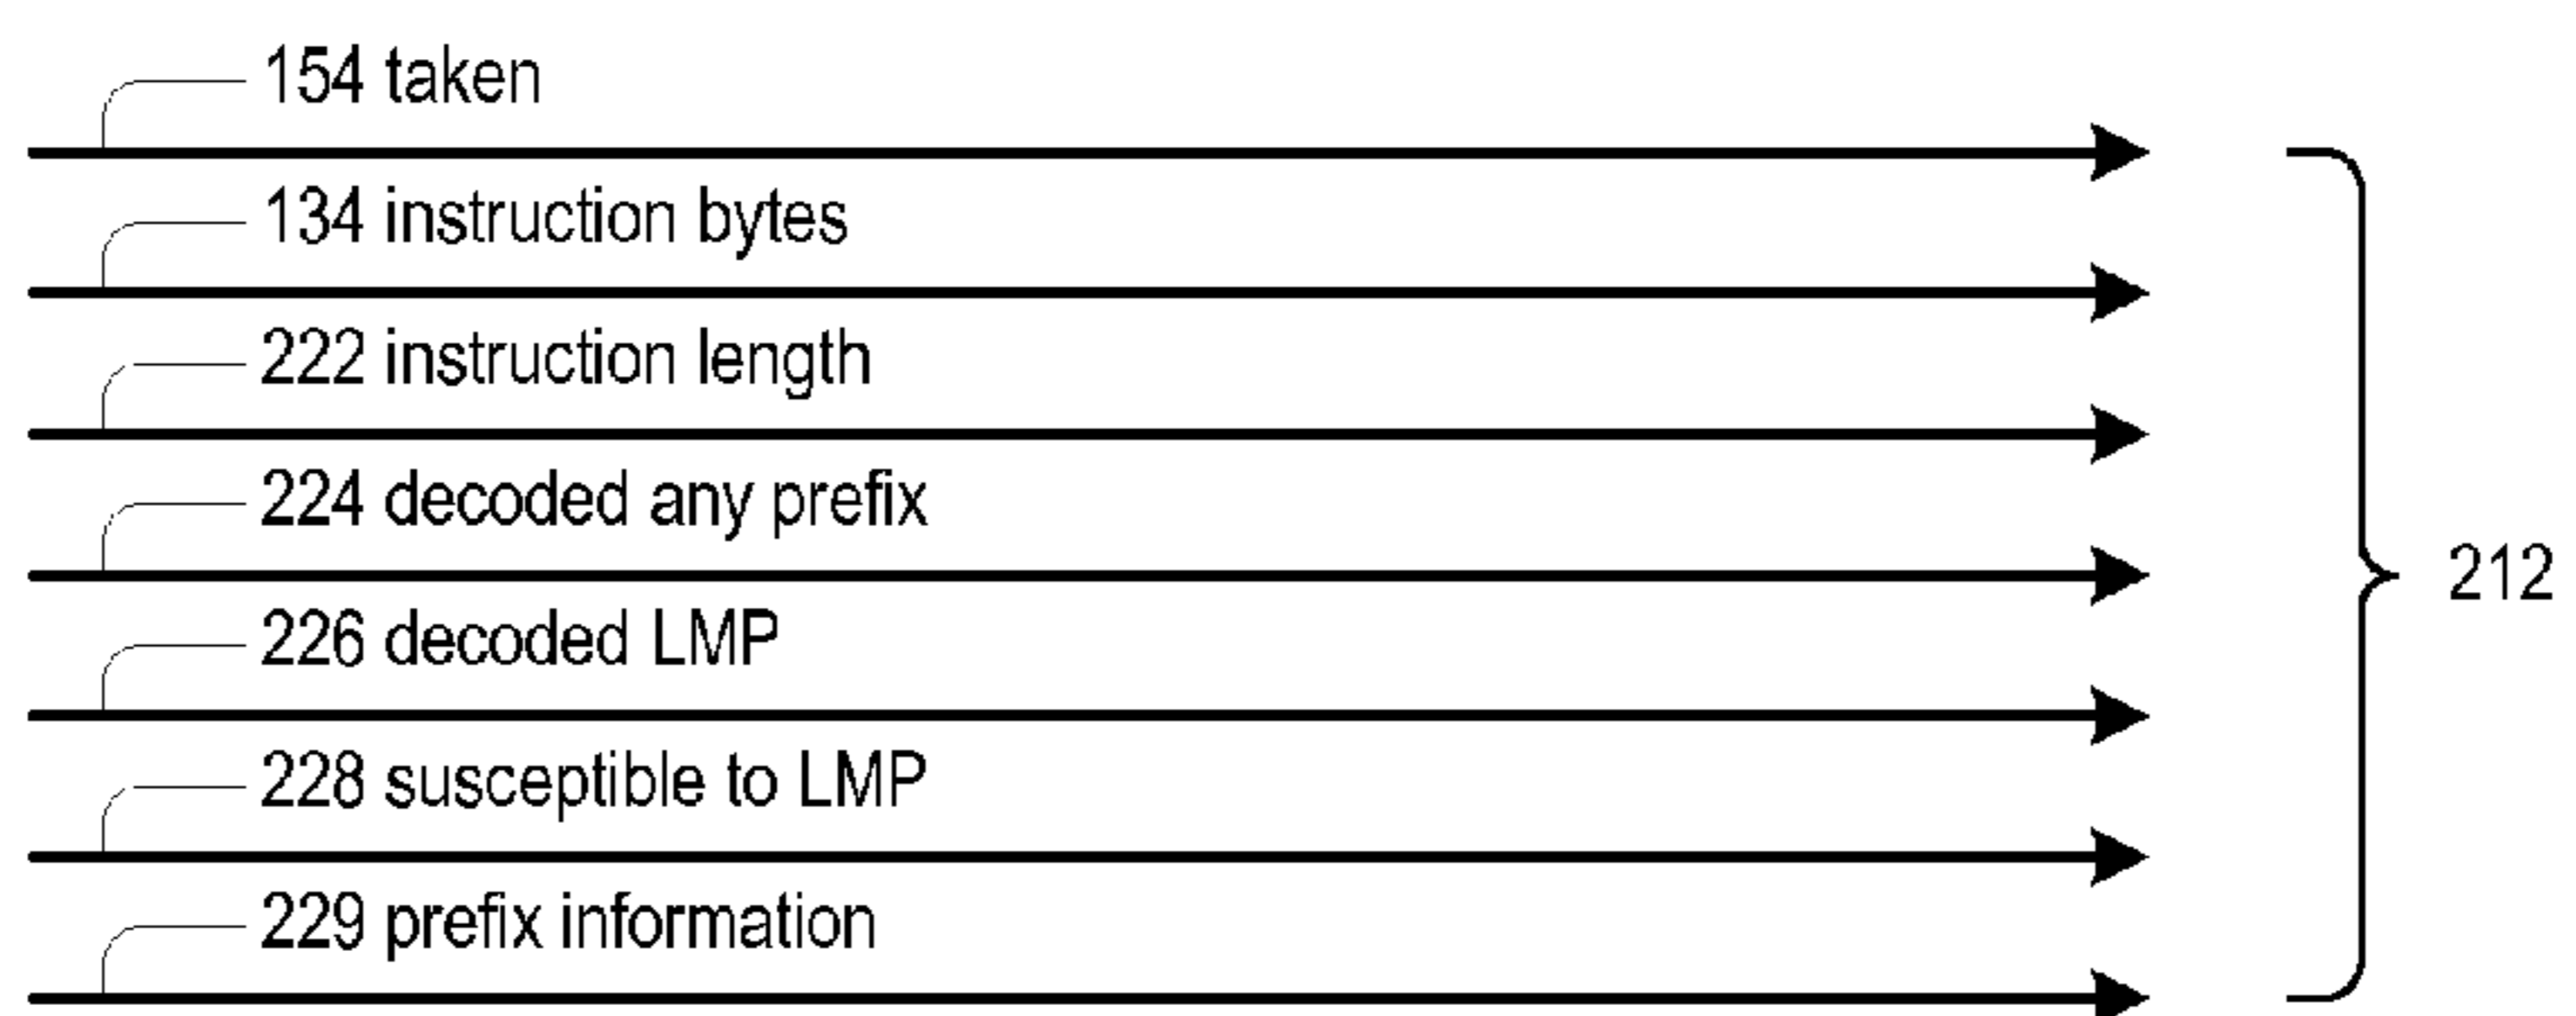 154 taken
134 instruction bytes
222 instruction length
224 decoded any prefix
226 decoded LMP
228 susceptible to LMP
229 prefix information
212